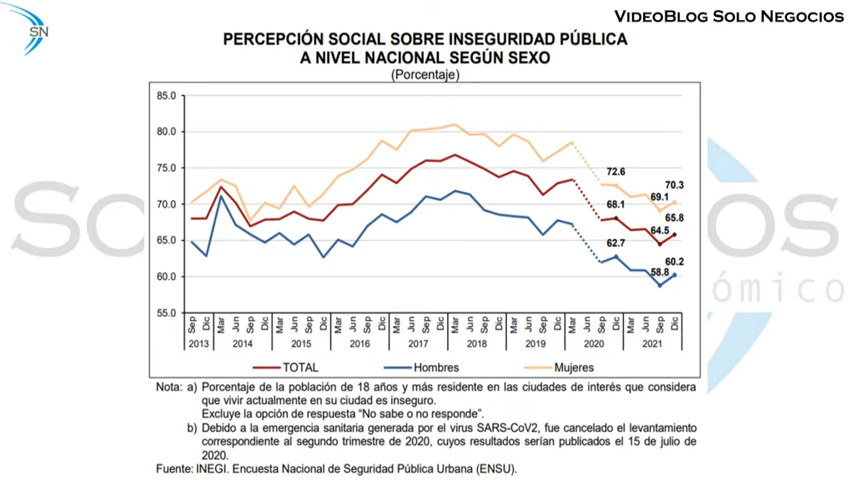 SN
VIDEOBLOG SOLO NEGOCIOS
PERCEPCIÓN SOCIAL SOBRE INSEGURIDAD PÚBLICA
A NIVEL NACIONAL SEGÚN SEXO
(Porcentaje)
85.0
80.0
75.0
70.0
65.0
60.0
55.0
72.6
70.3
69.1
68.1
65.8
64.5
62.7
60.2
58.8
Sep Dic Mar Jun Sep Dic Mar Jun Sep Dic Mar Jun Sep Dic Mar Jun Sep Dic Mar Jun Sep Dic Mar Jun Sep Dic Mar Jun Sep Dic Mar Jun Sep Dic
2013 2014 2015 2016 2017 2018 2019 2020 2021
TOTAL Hombres Mujeres
Nota: a) Porcentaje de la población de 18 años y más residente en las ciudades de interés que considera
que vivir actualmente en su ciudad es inseguro.
Excluye la opción de respuesta “No sabe o no responde”.
b) Debido a la emergencia sanitaria generada por el virus SARS-CoV2, fue cancelado el levantamiento
correspondiente al segundo trimestre de 2020, cuyos resultados serían publicados el 15 de julio de
2020.
Fuente: INEGI. Encuesta Nacional de Seguridad Pública Urbana (ENSU).